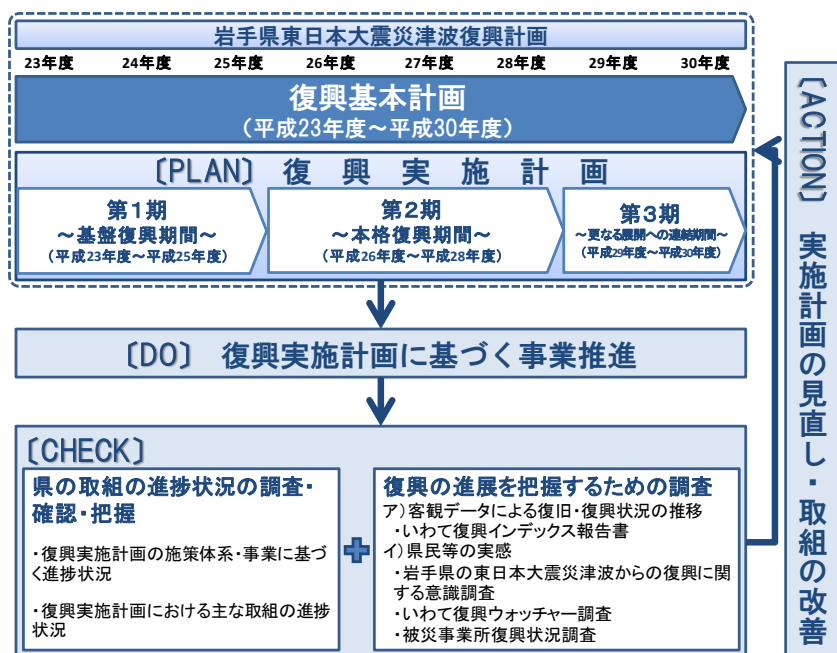 岩手県東日本大震災津波復興計画
23年度 24年度 25年度 26年度 27年度 28年度 29年度 30年度
復興基本計画
（平成23年度～平成30年度）
〔PLAN〕復興実施計画
第１期
～基盤復興期間～
（平成23年度～平成25年度）
第２期
～本格復興期間～
（平成26年度～平成28年度）
第３期
～更なる展開への連結期間～
（平成29年度～平成30年度）
〔DO〕 復興実施計画に基づく事業推進
〔CHECK〕
県の取組の進捗状況の調査・
確認・把握
・復興実施計画の施策体系・事業に基づ
く進捗状況
・復興実施計画における主な取組の進捗
状況
復興の進展を把握するための調査
ア）客観データによる復旧・復興状況の推移
・いわて復興インデックス報告書
イ）県民等の実感
・岩手県の東日本大震災津波からの復興に関
する意識調査
・いわて復興ウォッチャー調査
・被災事業所復興状況調査
〔ACTION〕 実施計画の見直し・取組の改善